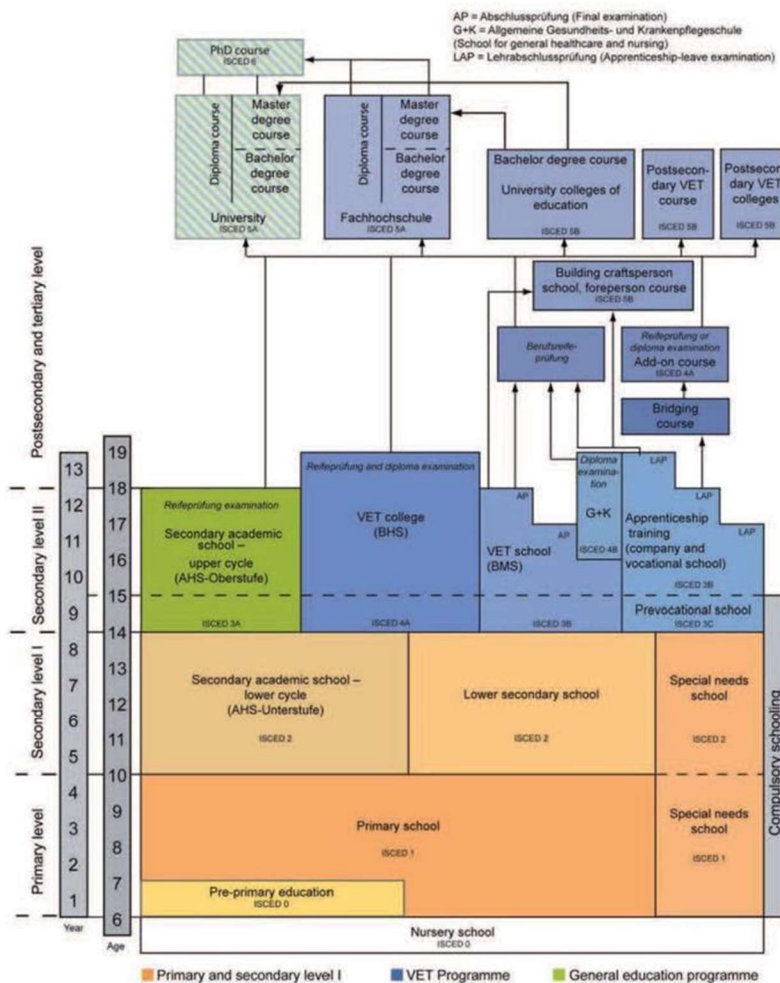 AP = Abschlussprüfung (Final examination)
G+K = Allgemeine Gesundheits- und Krankenpflegeschule
(School for general healthcare and nursing)
LAP = Lehrabschlussprüfung (Apprenticeship-leave examination)
PhD course
ISCED 6
Diploma course
Master
degree
course
Bachelor
degree
course
University
ISCED 5A
Diploma course
Master
degree
course
Bachelor
degree
course
Fachhochschule
ISCED 5A
Bachelor degree course
University colleges of
education
ISCED 5B
Postsecon-
dary VET
course
ISCED 5B
Postsecon-
dary VET
colleges
ISCED 5B
Building craftsperson
school, foreperson course
ISCED 5B
Berufsreife-
prüfung
Reifeprüfung or
diploma examination
Add-on course
ISCED 4A
Bridging
course
Postsecondary and tertiary level
Secondary level II
Secondary level I
Primary level
13
12
11
10
9
8
7
6
5
4
3
2
1
Year
19
18
17
16
15
14
13
12
11
10
9
8
7
6
Age
Reifeprüfung examination
Secondary academic
school –
upper cycle
(AHS-Oberstufe)
ISCED 3A
Reifeprüfung and diploma examination
VET college
(BHS)
ISCED 4A
AP
AP
VET school
(BMS)
ISCED 3B
Diploma
examina-
tion
G+K
ISCED 4B
LAP
LAP
LAP
Apprenticeship
training
(company and
vocational school)
ISCED 3B
Prevocational school
ISCED 3C
Secondary academic school –
lower cycle
(AHS-Unterstufe)
ISCED 2
Lower secondary school
ISCED 2
Special needs
school
ISCED 2
Primary school
ISCED 1
Special needs
school
ISCED 1
Pre-primary education
ISCED 0
Nursery school
ISCED 0
Compulsory schooling
Primary and secondary level I
VET Programme
General education programme